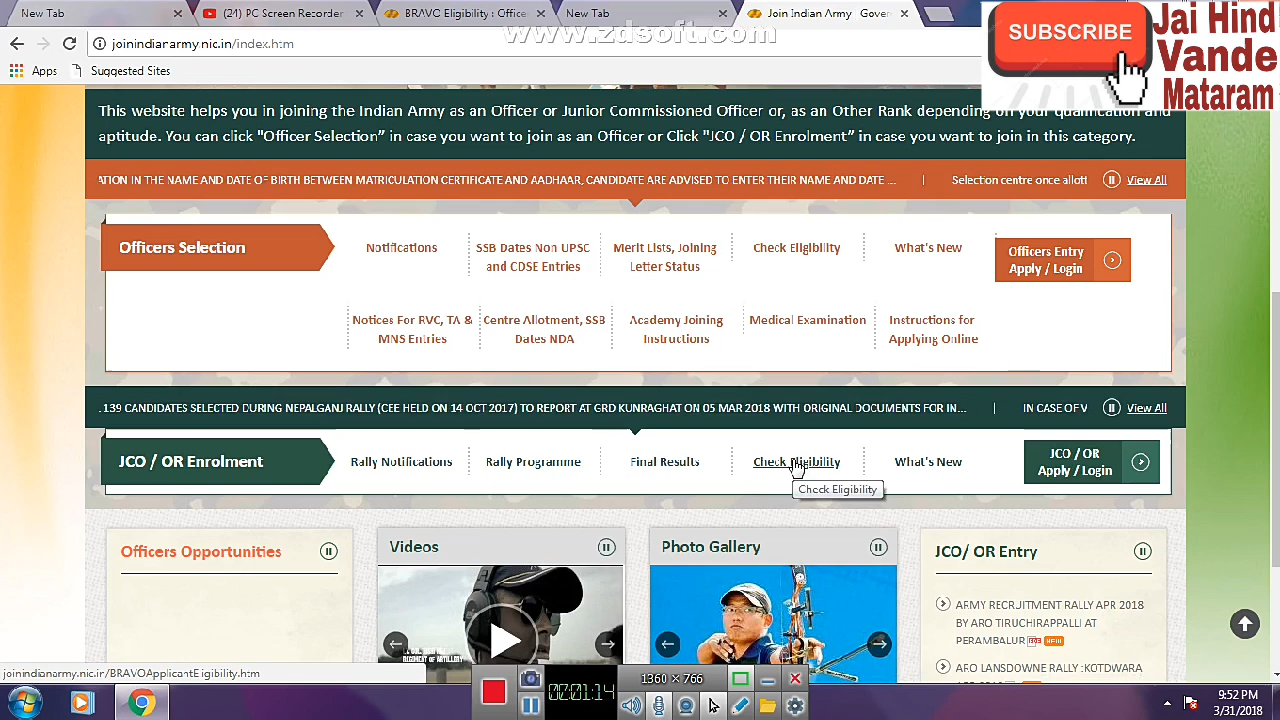 New Tab
(24) PC Screen Recorder
BRAVO Eligibility : Office
New Tab
Join Indian Army - Gover
joinindianarmy.nic.in/index.htm
www.zdsoft.com
SUBSCRIBE
Jai Hind
Vande
Mataram
Apps
Suggested Sites
This website helps you in joining the Indian Army as an Officer or Junior Commissioned Officer or, as an Other Rank depending on your qualification and
aptitude. You can click "Officer Selection" in case you want to join as an Officer or Click "JCO / OR Enrolment" in case you want to join in this category.
ATION IN THE NAME AND DATE OF BIRTH BETWEEN MATRICULATION CERTIFICATE AND AADHAAR, CANDIDATE ARE ADVISED TO ENTER THEIR NAME AND DATE ... | Selection centre once allott View All
Officers Selection
Notifications
SSB Dates Non UPSC
and CDSE Entries
Merit Lists, Joining
Letter Status
Check Eligibility
What's New
Officers Entry
Apply / Login
Notices For RVC, TA &
MNS Entries
Centre Allotment, SSB
Dates NDA
Academy Joining
Instructions
Medical Examination
Instructions for
Applying Online
139 CANDIDATES SELECTED DURING NEPALGANJ RALLY (CEE HELD ON 14 OCT 2017) TO REPORT AT GRD KUNRAGHAT ON 05 MAR 2018 WITH ORIGINAL DOCUMENTS FOR IN... | IN CASE OF V View All
JCO / OR Enrolment
Rally Notifications
Rally Programme
Final Results
Check Eligibility
What's New
JCO / OR
Apply / Login
Check Eligibility
Officers Opportunities
Videos
Photo Gallery
JCO/ OR Entry
ARMY RECRUITMENT RALLY APR 2018
BY ARO TIRUCHIRAPPALLI AT
PERAMBALUR
NEW
ARO LANSDOWNE RALLY :KOTDWARA
REGIMENT OF ARTILLERY
joinindianarmy.nic.in/BRAVOApplicantEligibility.htm
00:01:14
1360 × 766
9:52 PM
3/31/2018